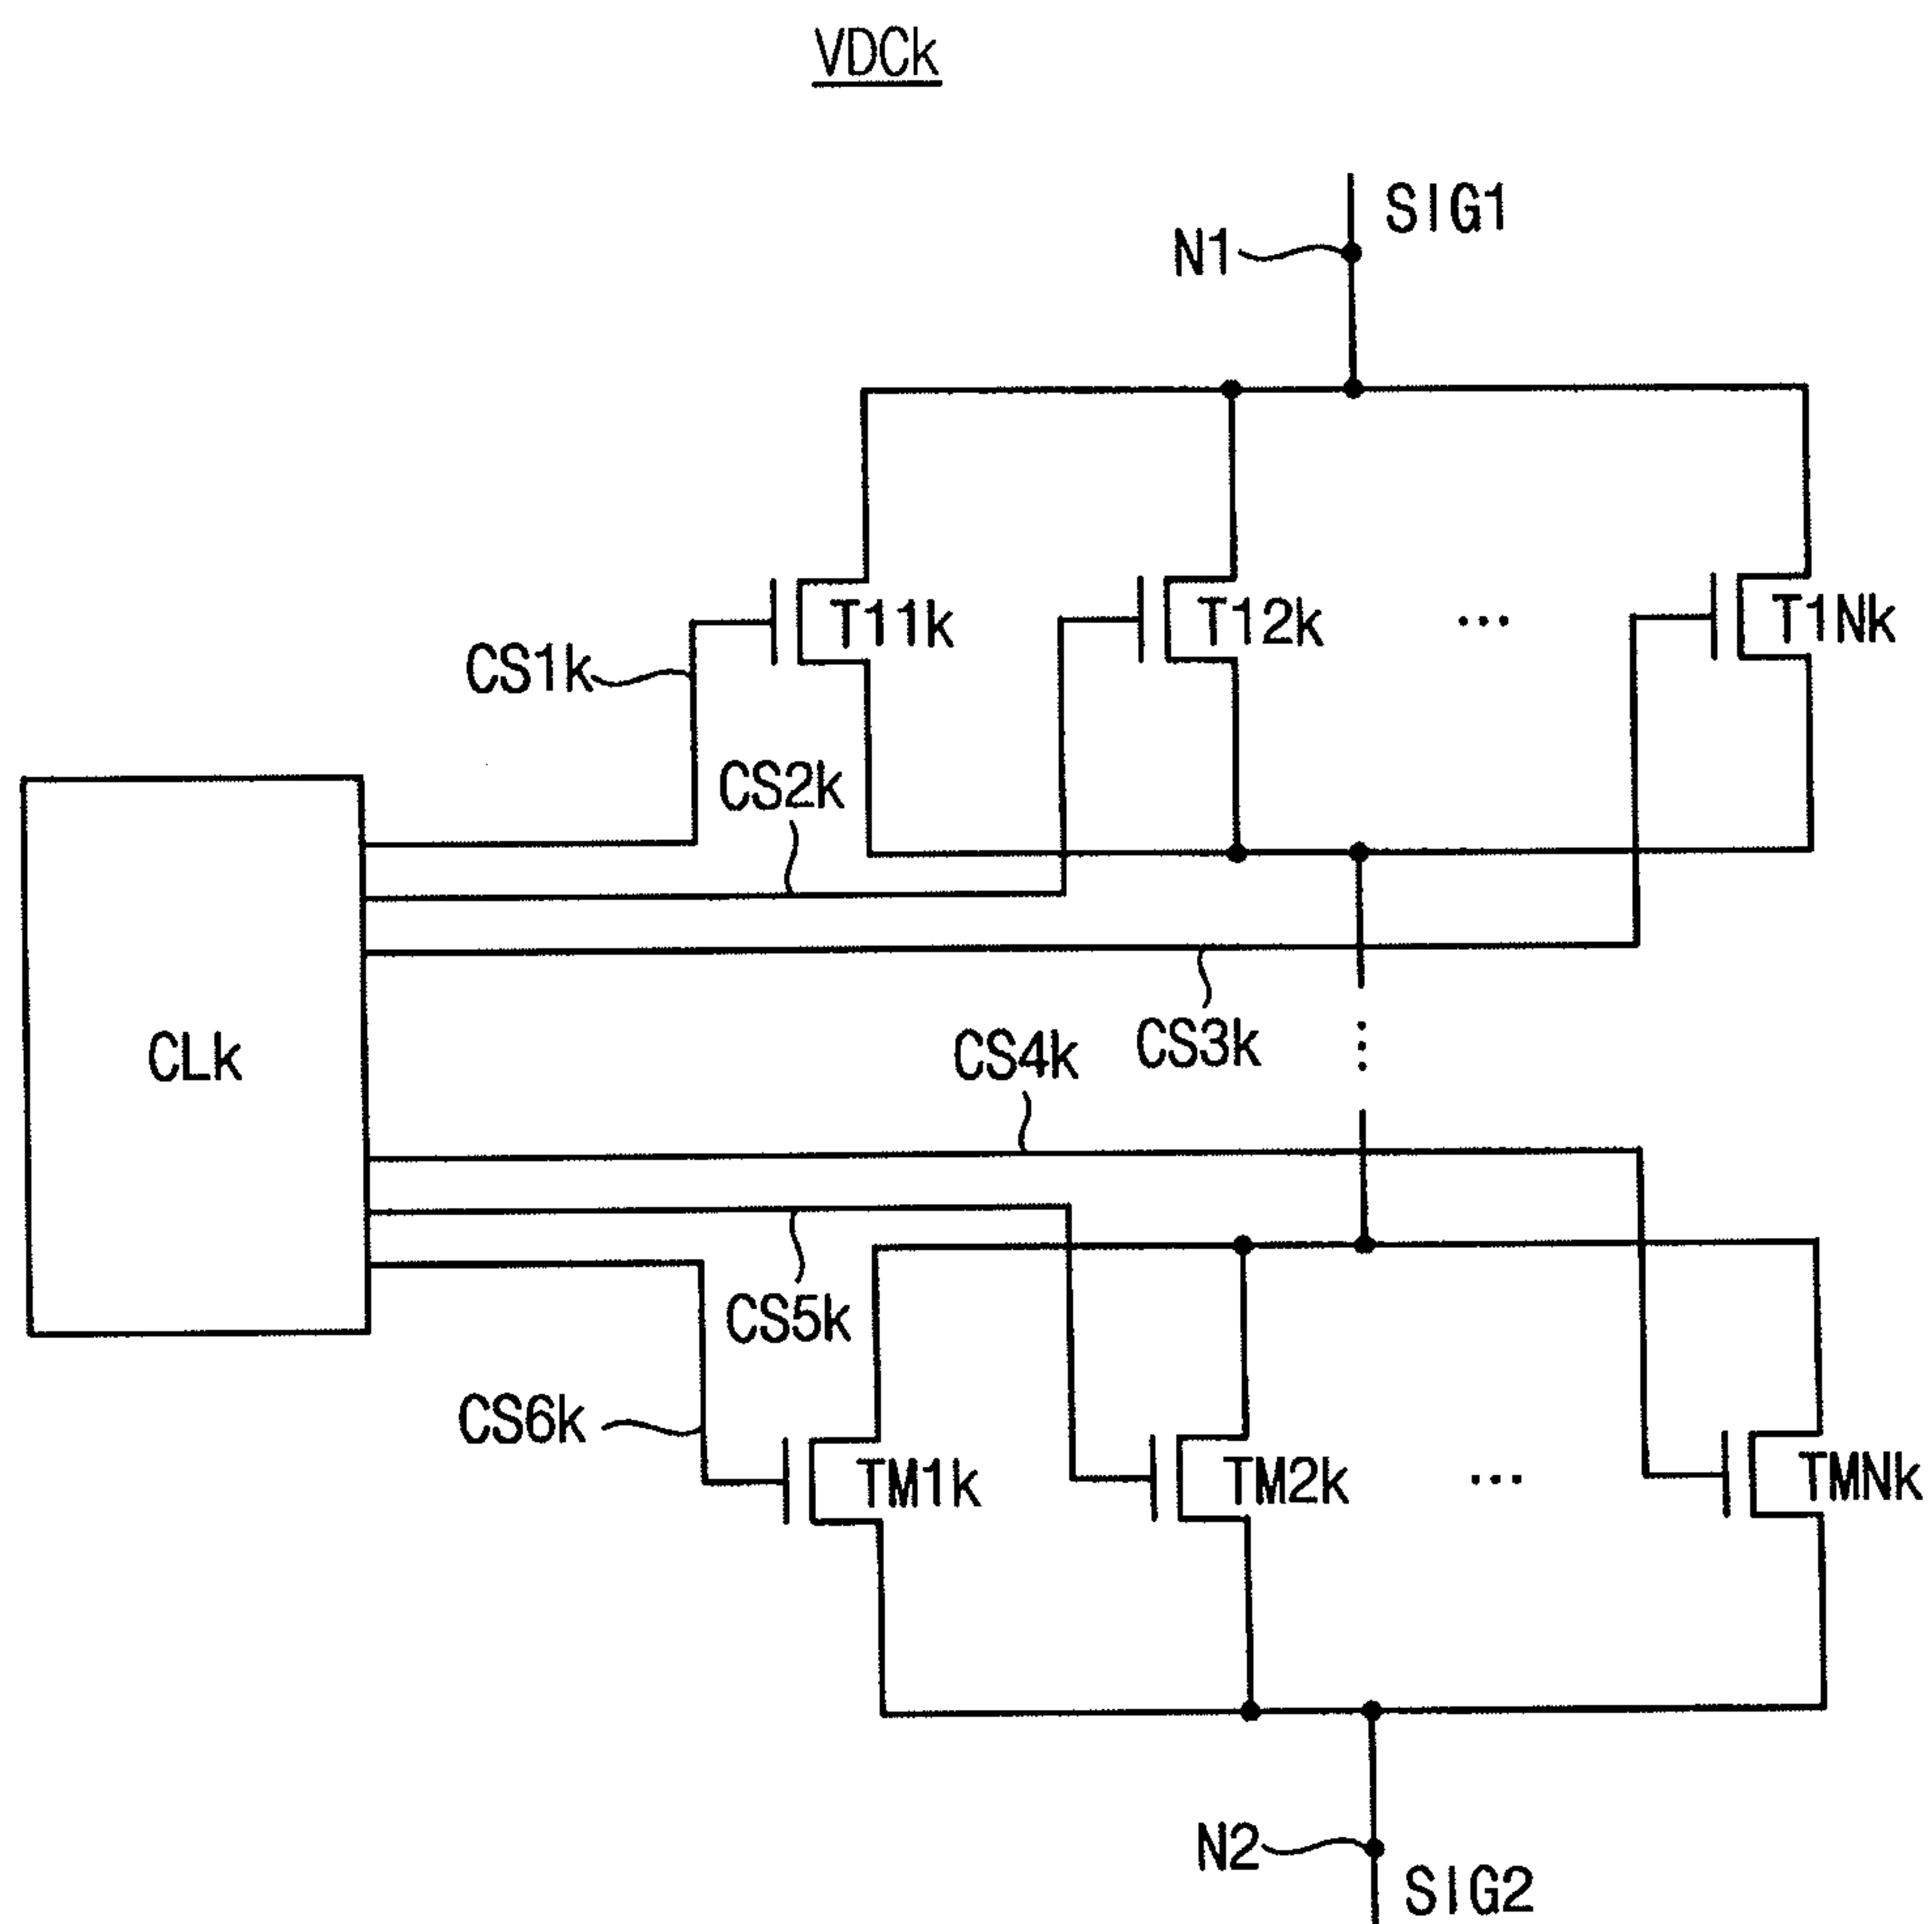 VDCk
SIG1
N1
T11k
T12k
...
T1Nk
CS1k
CS2k
CLk
CS3k
CS4k
CS5k
CS6k
TM1k
TM2k
...
TMNk
N2
SIG2